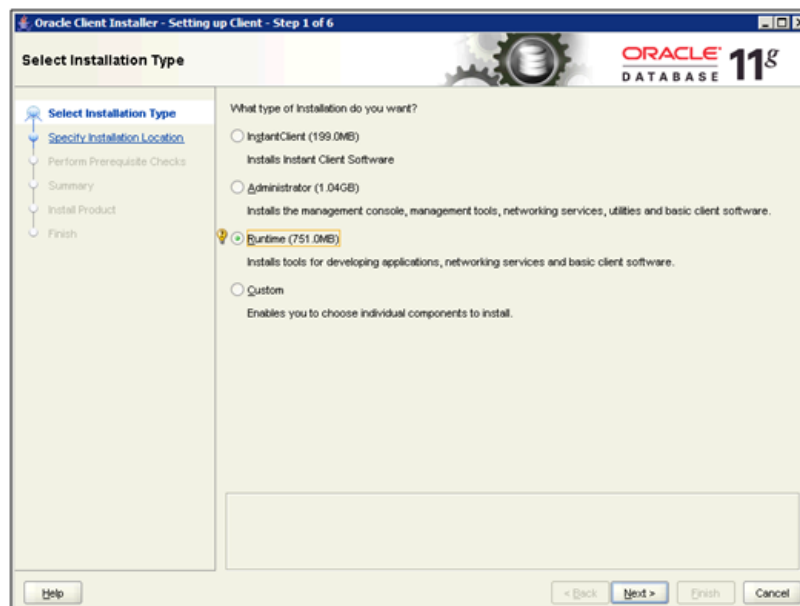 Oracle Client Installer - Setting up Client - Step 1 of 6
Select Installation Type
ORACLE
DATABASE 11g
Select Installation Type
Specify Installation Location
Perform Prerequisite Checks
Summary
Install Product
Finish
What type of Installation do you want?
InstantClient (199.0MB)
Installs Instant Client Software
Administrator (1.04GB)
Installs the management console, management tools, networking services, utilities and basic client software.
Runtime (751.0MB)
Installs tools for developing applications, networking services and basic client software.
Custom
Enables you to choose individual components to install.
Help
< Back
Next >
Finish
Cancel